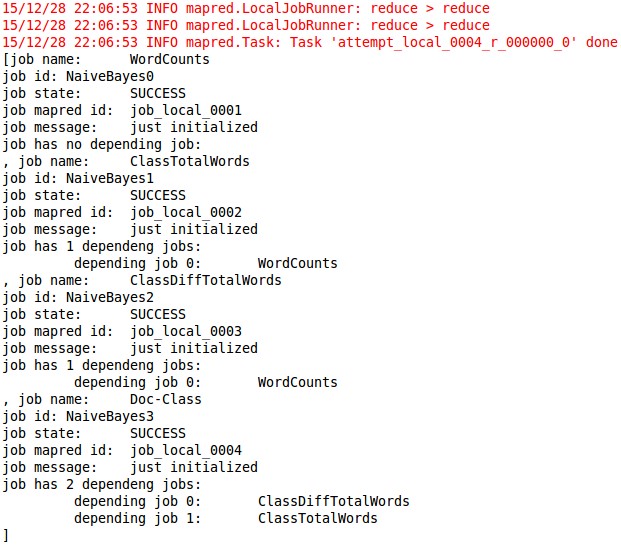 15/12/28 22:06:53 INFO mapred.LocalJobRunner: reduce > reduce
15/12/28 22:06:53 INFO mapred.LocalJobRunner: reduce > reduce
15/12/28 22:06:53 INFO mapred.Task: Task 'attempt_local_0004_r_000000_0' done
[job name:	WordCounts
job id:	NaiveBayes0
job state:	SUCCESS
job mapred id:	job_local_0001
job message:	just initialized
job has no depending job:
, job name:	ClassTotalWords
job id:	NaiveBayes1
job state:	SUCCESS
job mapred id:	job_local_0002
job message:	just initialized
job has 1 dependeng jobs:
	depending job 0:	WordCounts
, job name:	ClassDiffTotalWords
job id:	NaiveBayes2
job state:	SUCCESS
job mapred id:	job_local_0003
job message:	just initialized
job has 1 dependeng jobs:
	depending job 0:	WordCounts
, job name:	Doc-Class
job id:	NaiveBayes3
job state:	SUCCESS
job mapred id:	job_local_0004
job message:	just initialized
job has 2 dependeng jobs:
	depending job 0:	ClassDiffTotalWords
	depending job 1:	ClassTotalWords
]